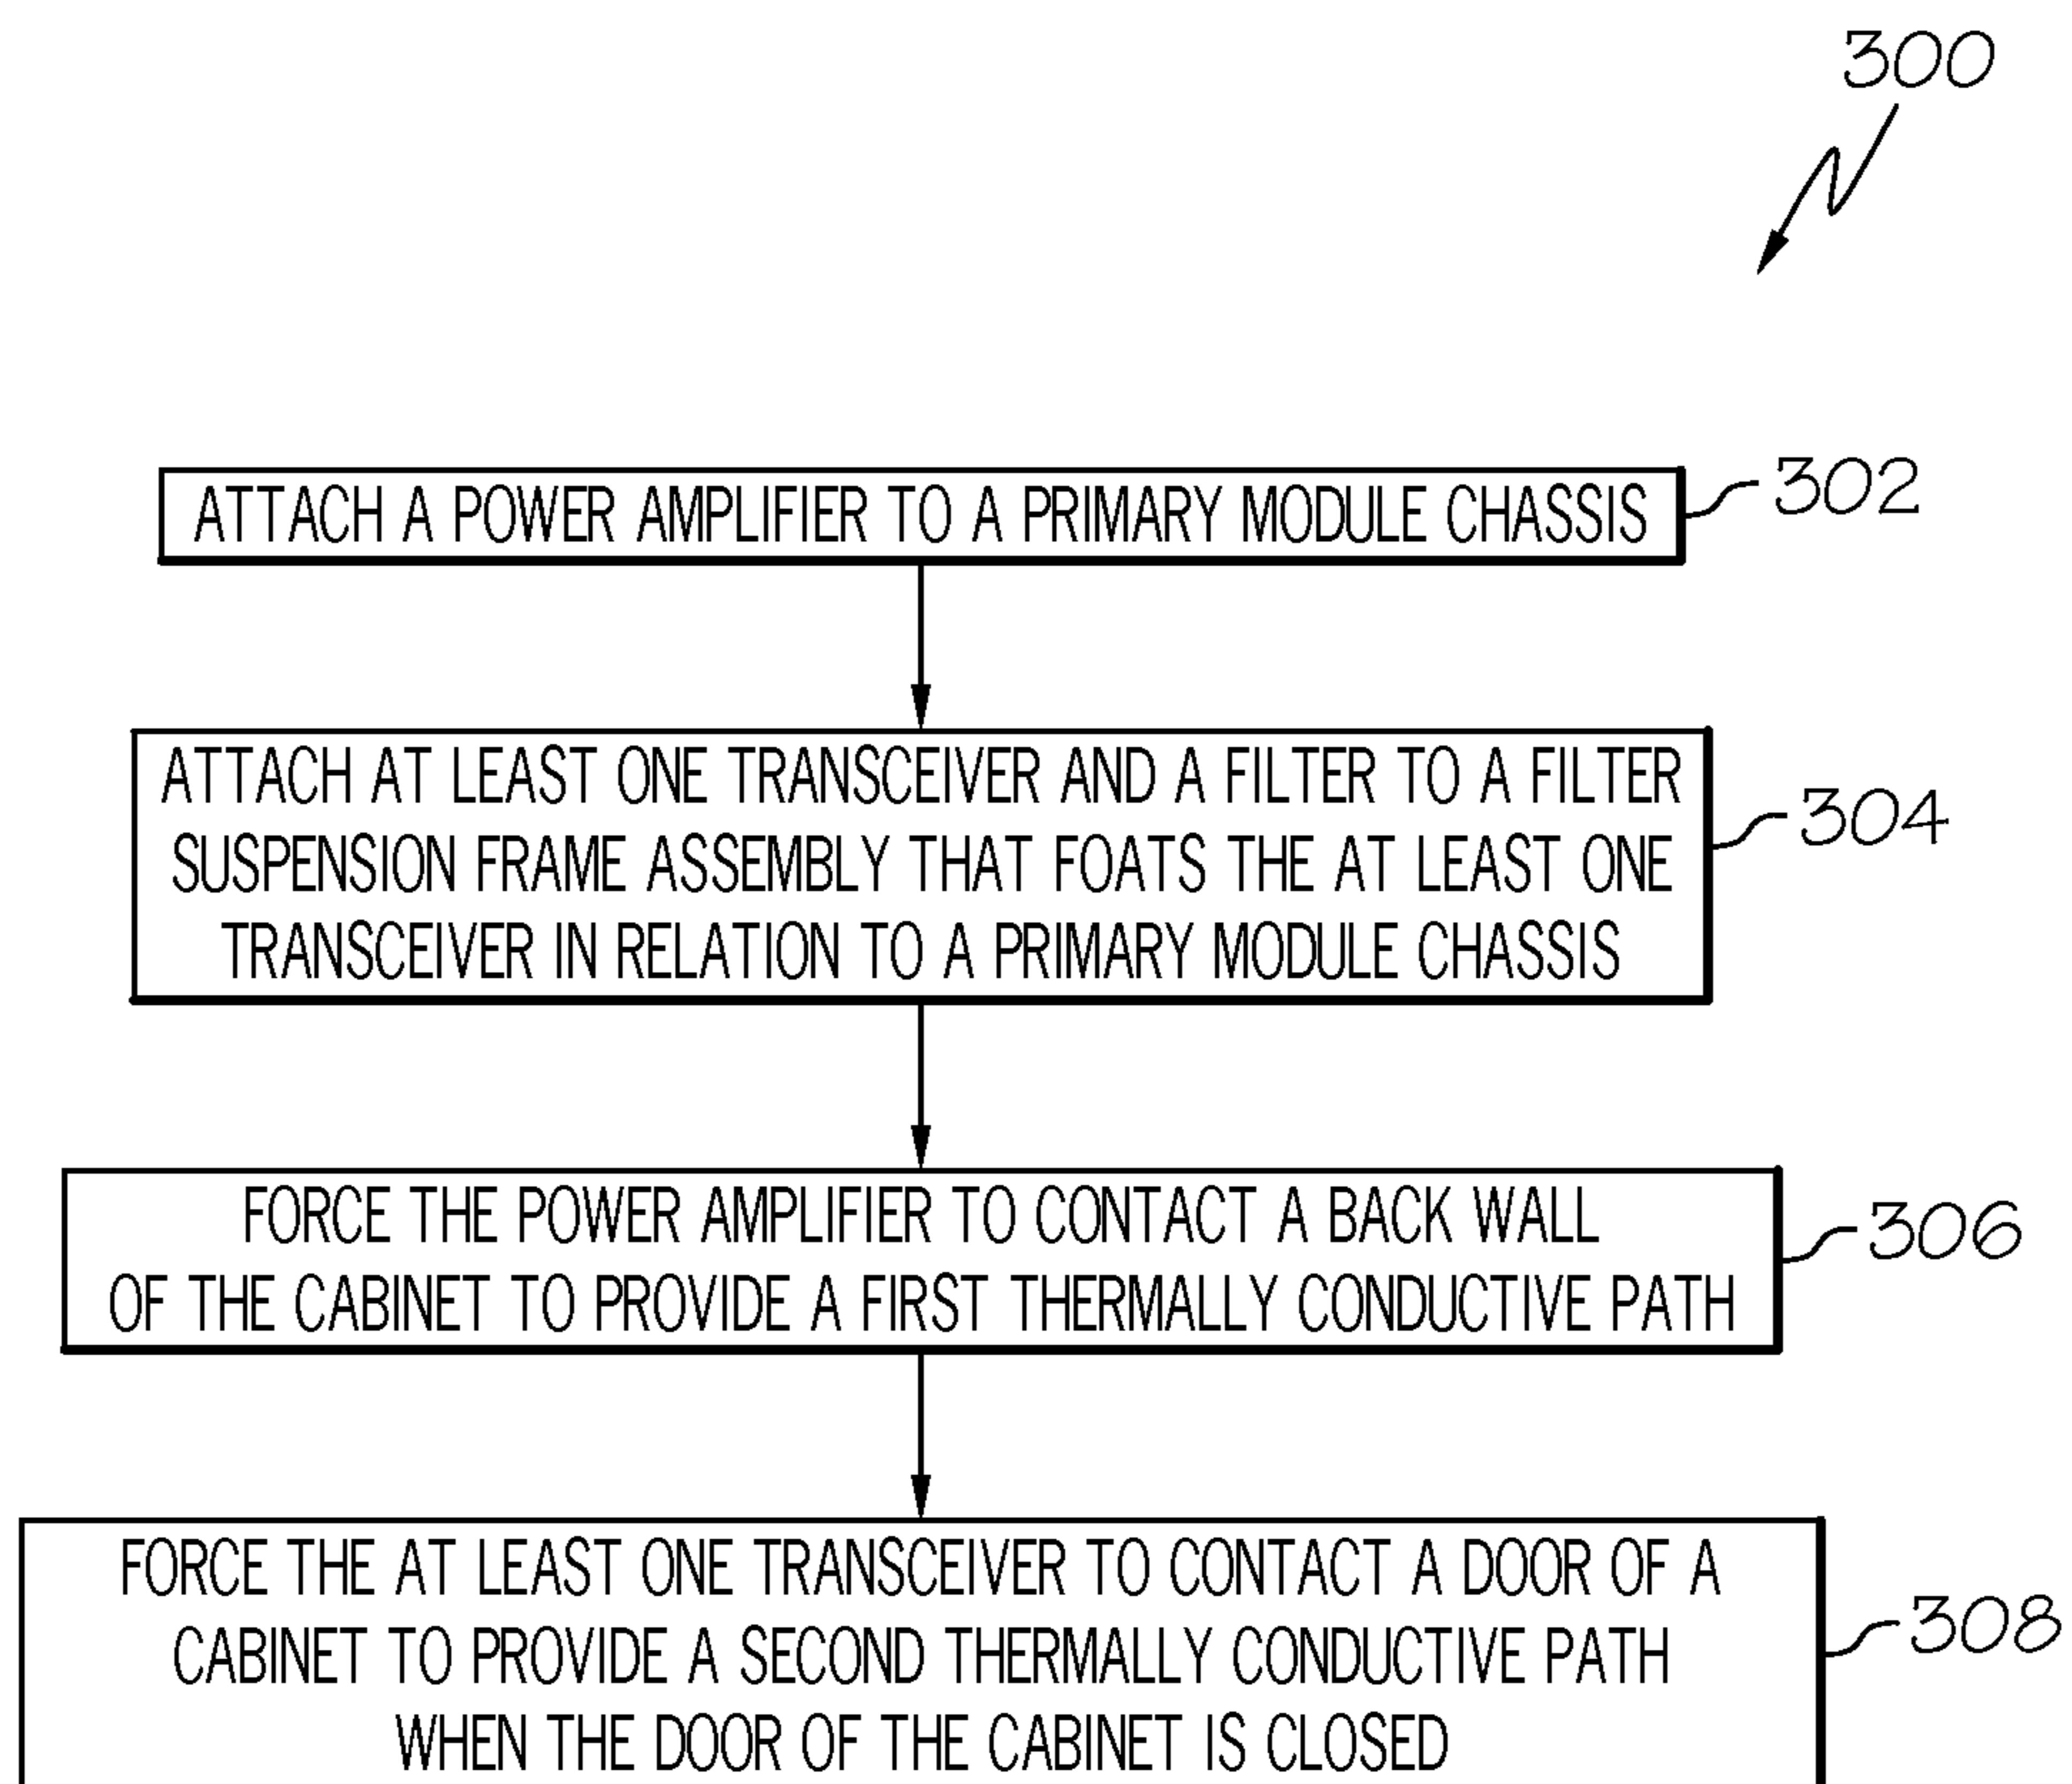 300
ATTACH A POWER AMPLIFIER TO A PRIMARY MODULE CHASSIS
302
ATTACH AT LEAST ONE TRANSCEIVER AND A FILTER TO A FILTER
SUSPENSION FRAME ASSEMBLY THAT FOATS THE AT LEAST ONE
TRANSCEIVER IN RELATION TO A PRIMARY MODULE CHASSIS
304
FORCE THE POWER AMPLIFIER TO CONTACT A BACK WALL
OF THE CABINET TO PROVIDE A FIRST THERMALLY CONDUCTIVE PATH
306
FORCE THE AT LEAST ONE TRANSCEIVER TO CONTACT A DOOR OF A
CABINET TO PROVIDE A SECOND THERMALLY CONDUCTIVE PATH
WHEN THE DOOR OF THE CABINET IS CLOSED
308